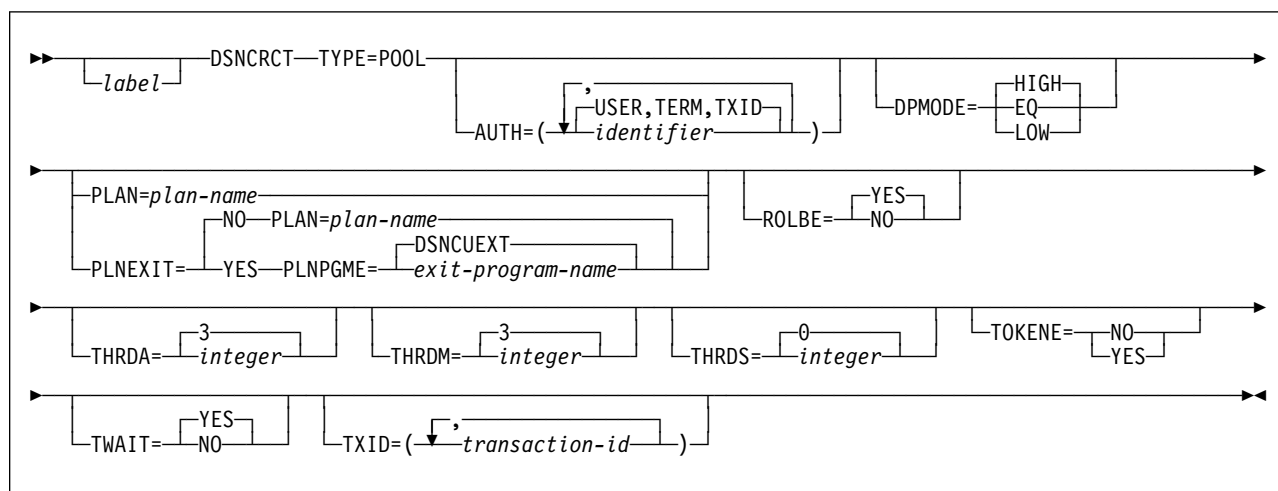 label DSNCRCT TYPE=POOL AUTH=( , USER,TERM,TXID identifier ) DPMODE= HIGH EQ LOW
PLAN=plan-name
PLNEXIT= NO PLAN=plan-name YES PLNPGME= DSNCUEXT exit-program-name ROLBE= YES NO
THRDA= 3 integer THRDM= 3 integer THRDS= 0 integer TOKENE= NO YES
TWAIT= YES NO TXID=( , transaction-id )